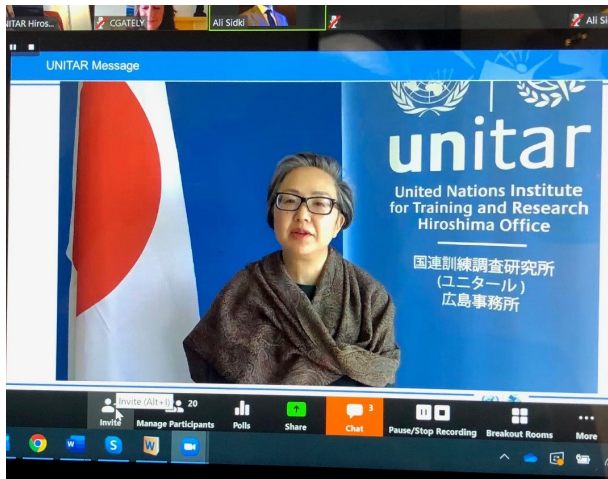 ITAR Hiros...
CGATELY
Ali Sidki
Ali Si
UNITAR Message
unitar
United Nations Institute
for Training and Research
Hiroshima Office
国連訓練調査研究所
(ユニタール)
広島事務所
Invite (Alt+I)
20
3
Invite
Manage Participants
Polls
Share
Chat
Pause/Stop Recording
Breakout Rooms
More